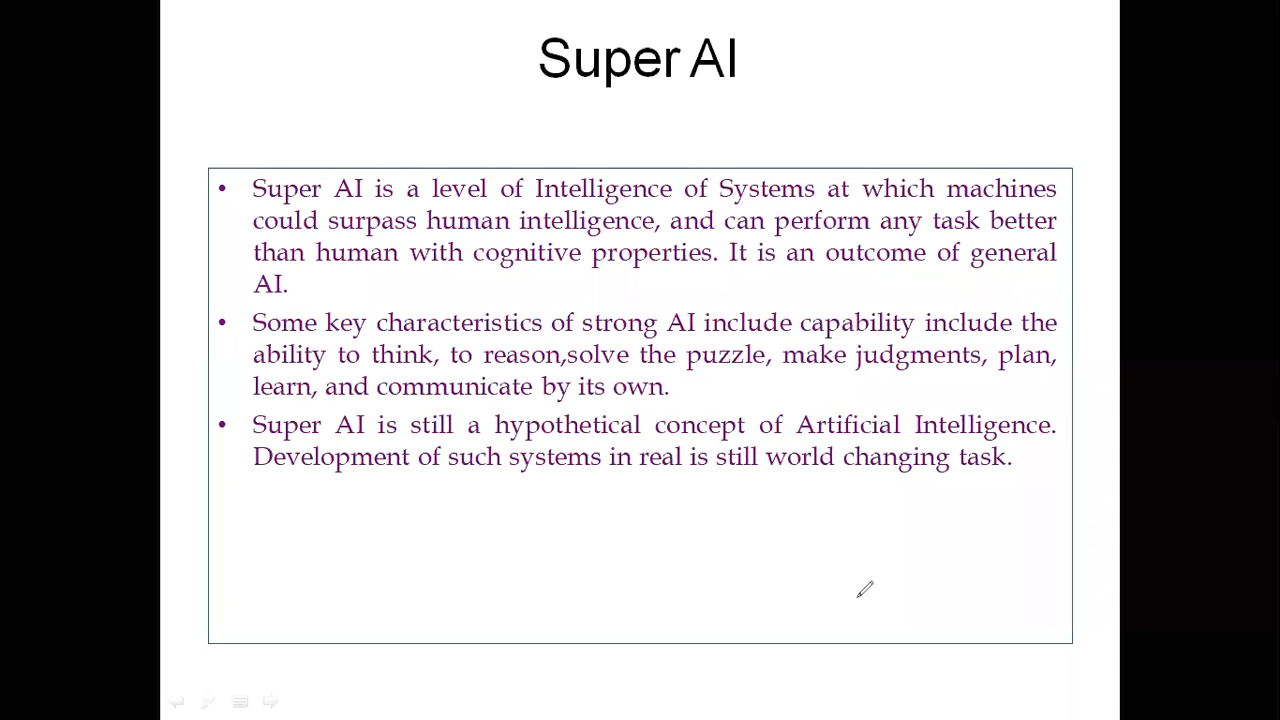 Super AI
• Super AI is a level of Intelligence of Systems at which machines
could surpass human intelligence, and can perform any task better
than human with cognitive properties. It is an outcome of general
AI.
• Some key characteristics of strong AI include capability include the
ability to think, to reason,solve the puzzle, make judgments, plan,
learn, and communicate by its own.
• Super AI is still a hypothetical concept of Artificial Intelligence.
Development of such systems in real is still world changing task.